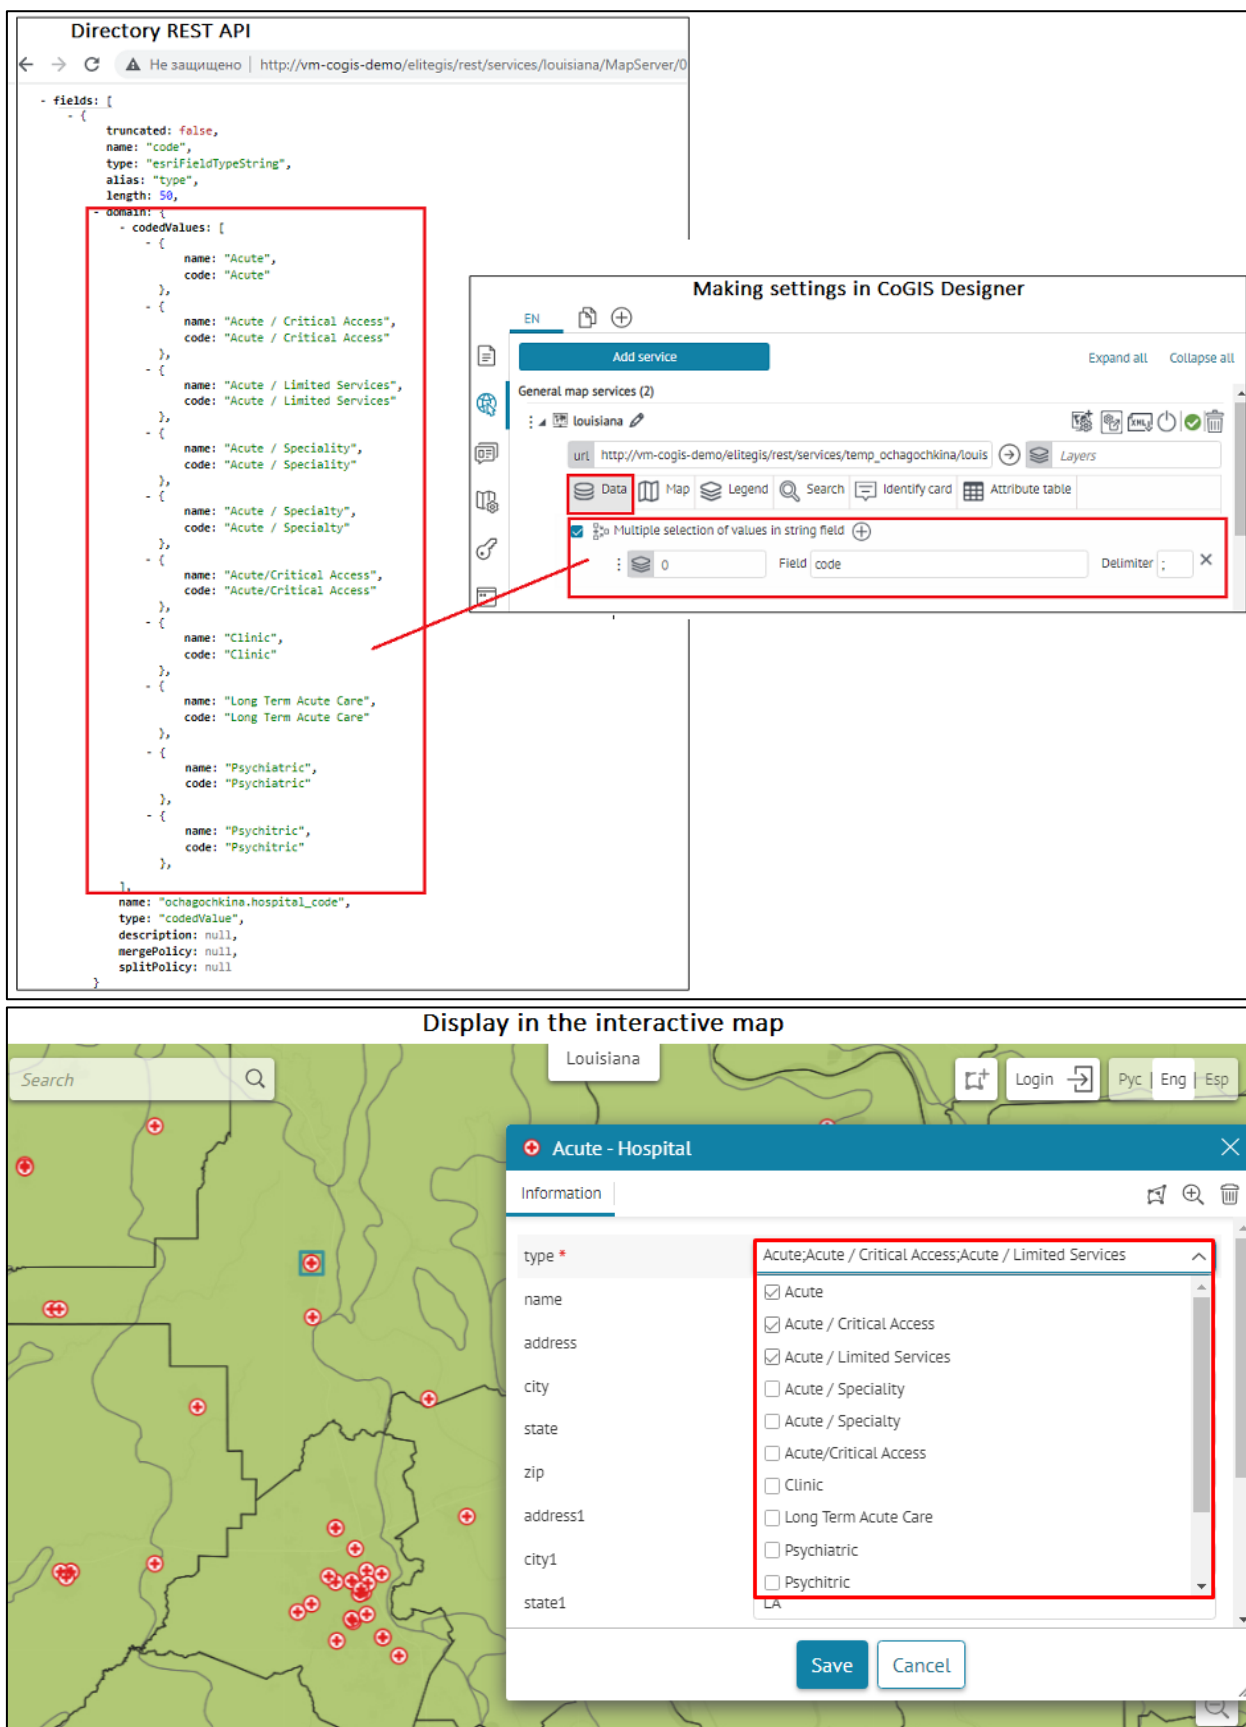 Directory REST API
Не защищено | http://vm-cogis-demo/elitegis/rest/services/louisiana/MapServer/0
- fields: [
- {
truncated: false,
name: "code",
type: "esriFieldTypeString",
alias: "type",
length: 50,
- domain: {
- codedValues: [
- {
name: "Acute",
code: "Acute"
},
- {
name: "Acute / Critical Access",
code: "Acute / Critical Access"
},
- {
name: "Acute / Limited Services",
code: "Acute / Limited Services"
},
- {
name: "Acute / Speciality",
code: "Acute / Speciality"
},
- {
name: "Acute / Specialty",
code: "Acute / Specialty"
},
- {
name: "Acute/Critical Access",
code: "Acute/Critical Access"
},
- {
name: "Clinic",
code: "Clinic"
},
- {
name: "Long Term Acute Care",
code: "Long Term Acute Care"
},
- {
name: "Psychiatric",
code: "Psychiatric"
},
- {
name: "Psychitric",
code: "Psychitric"
},
],
name: "ochagochkina.hospital_code",
type: "codedValue",
description: null,
mergePolicy: null,
splitPolicy: null
}
Making settings in CoGIS Designer
EN
Add service
Expand all Collapse all
General map services (2)
louisiana
XML
url http://vm-cogis-demo/elitegis/rest/services/temp_ochagochkina/louis
Layers
Data Map Legend Search Identify card Attribute table
Multiple selection of values in string field
0 Field code Delimiter ;
Display in the interactive map
Louisiana
Search
Login
Рус | Eng | Esp
Acute - Hospital
Information
type * Acute;Acute / Critical Access;Acute / Limited Services
name
address
city
state
zip
address1
city1
state1
Acute
Acute / Critical Access
Acute / Limited Services
Acute / Speciality
Acute / Specialty
Acute/Critical Access
Clinic
Long Term Acute Care
Psychiatric
Psychitric
LA
Save Cancel